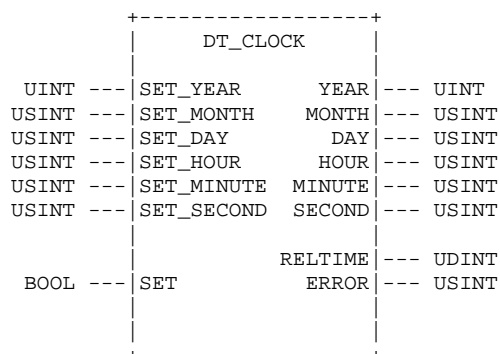 +-------------------+
|     DT_CLOCK      |
|                   |
UINT ---|SET_YEAR      YEAR|--- UINT
USINT ---|SET_MONTH    MONTH|--- USINT
USINT ---|SET_DAY        DAY|--- USINT
USINT ---|SET_HOUR      HOUR|--- USINT
USINT ---|SET_MINUTE  MINUTE|--- USINT
USINT ---|SET_SECOND  SECOND|--- USINT
|                   |
|            RELTIME|--- UDINT
BOOL ---|SET          ERROR|--- USINT
|                   |
|                   |
+-------------------+